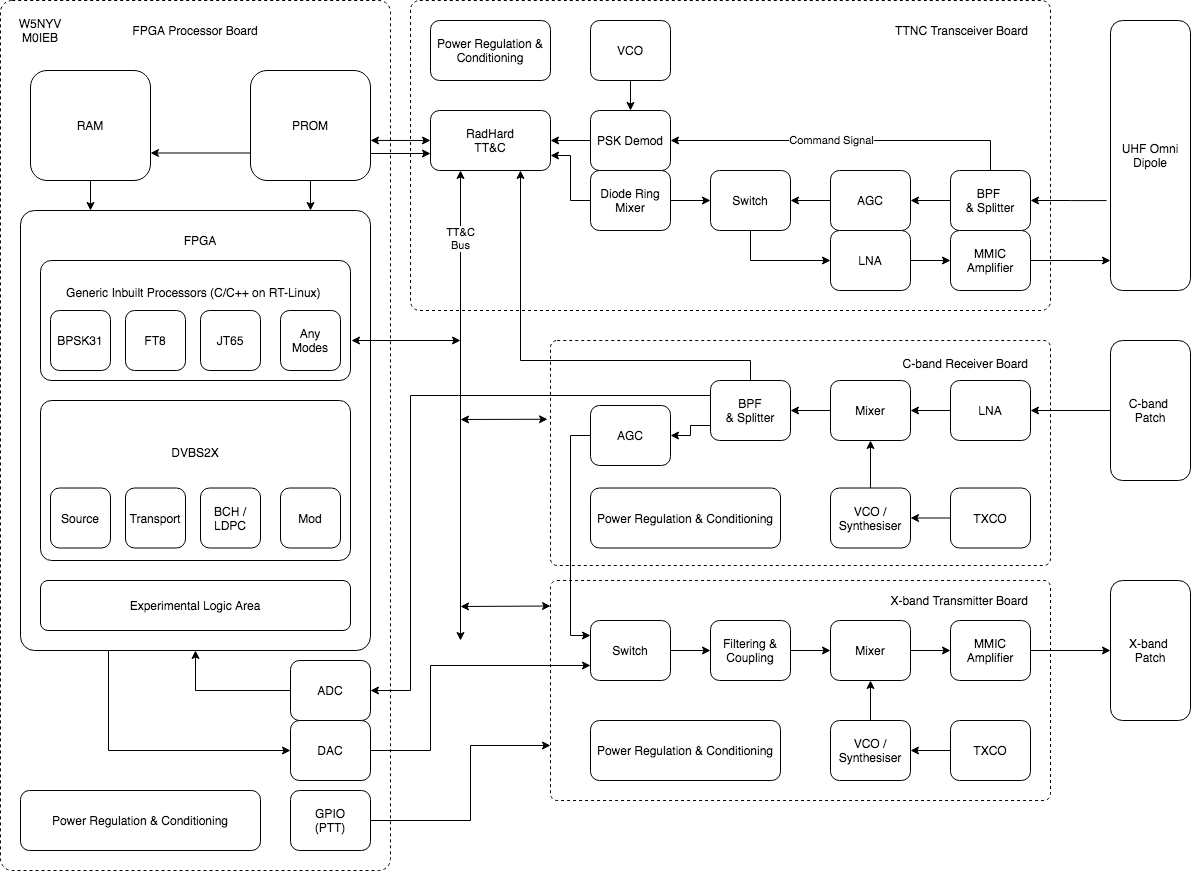 W5NYV
M0IEB
FPGA Processor Board
RAM
PROM
FPGA
Generic Inbuilt Processors (C/C++ on RT-Linux)
BPSK31
FT8
JT65
Any
Modes
DVBS2X
Source
Transport
BCH /
LDPC
Mod
Experimental Logic Area
ADC
DAC
Power Regulation & Conditioning
GPIO
(PTT)
TTNC Transceiver Board
Power Regulation &
Conditioning
VCO
RadHard
TT&C
PSK Demod
Command Signal
Diode Ring
Mixer
Switch
AGC
BPF
& Splitter
LNA
MMIC
Amplifier
UHF Omni
Dipole
TT&C
Bus
C-band Receiver Board
BPF
& Splitter
Mixer
LNA
C-band
Patch
AGC
Power Regulation & Conditioning
VCO /
Synthesiser
TXCO
X-band Transmitter Board
Switch
Filtering &
Coupling
Mixer
MMIC
Amplifier
X-band
Patch
Power Regulation & Conditioning
VCO /
Synthesiser
TXCO